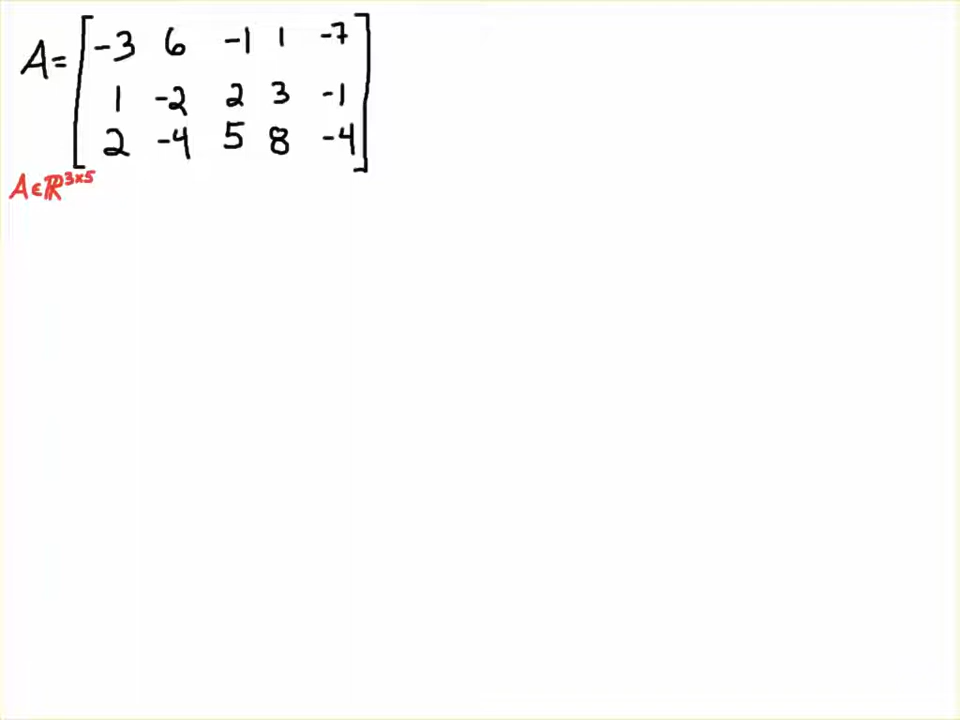 A = [ -3 6 -1 1 -7
1 -2 2 3 -1
2 -4 5 8 -4 ]
A ∈ ℝ^{3×5}